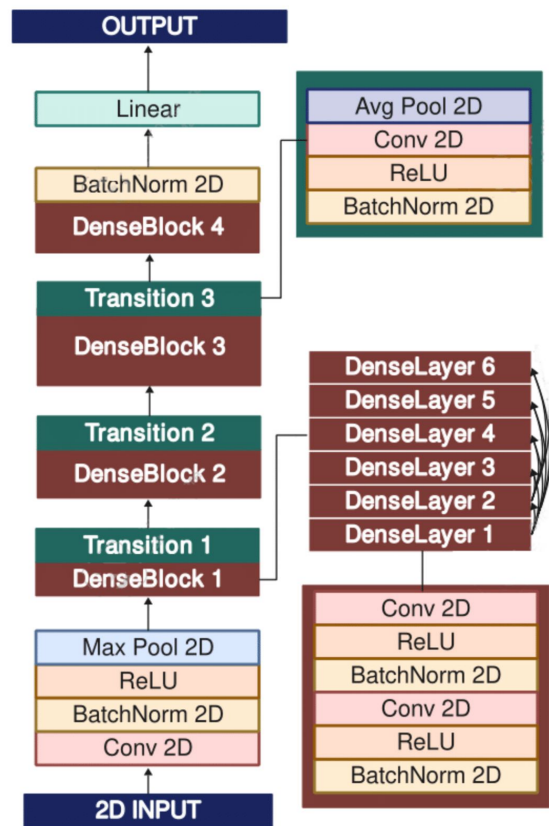 OUTPUT
Linear
BatchNorm 2D
DenseBlock 4
Transition 3
DenseBlock 3
Transition 2
DenseBlock 2
Transition 1
DenseBlock 1
Max Pool 2D
ReLU
BatchNorm 2D
Conv 2D
2D INPUT
Avg Pool 2D
Conv 2D
ReLU
BatchNorm 2D
DenseLayer 6
DenseLayer 5
DenseLayer 4
DenseLayer 3
DenseLayer 2
DenseLayer 1
Conv 2D
ReLU
BatchNorm 2D
Conv 2D
ReLU
BatchNorm 2D